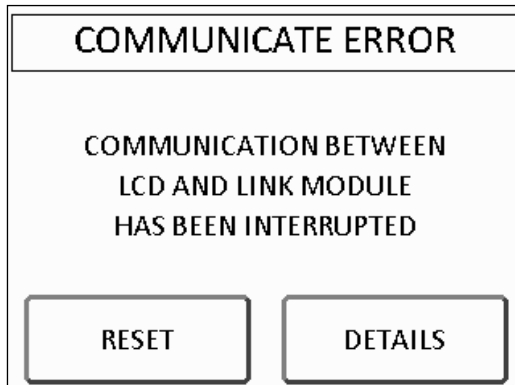 COMMUNICATE ERROR
COMMUNICATION BETWEEN
LCD AND LINK MODULE
HAS BEEN INTERRUPTED
RESET
DETAILS